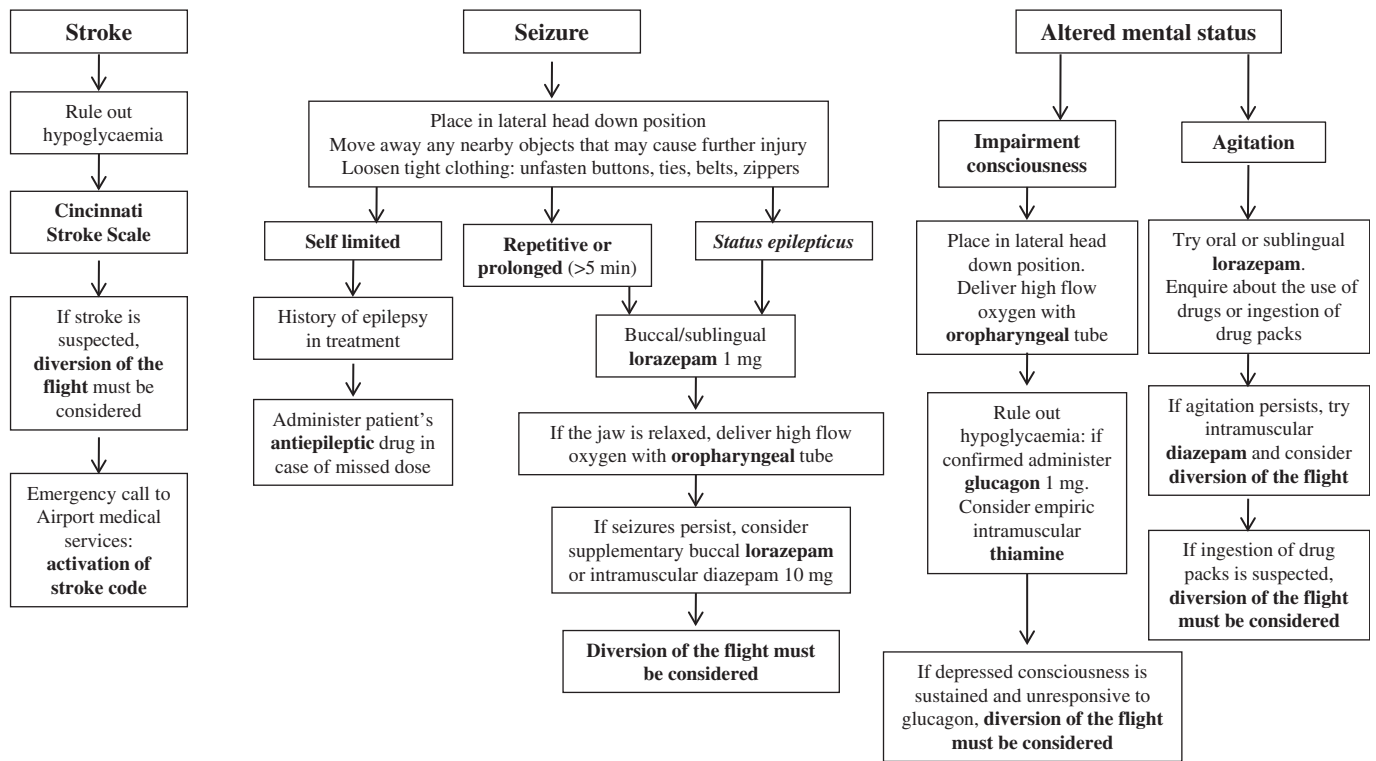 Stroke
Rule out
hypoglycaemia
Cincinnati
Stroke Scale
If stroke is
suspected,
diversion of the
flight must be
considered
Emergency call to
Airport medical
services:
activation of
stroke code
Seizure
Place in lateral head down position
Move away any nearby objects that may cause further injury
Loosen tight clothing: unfasten buttons, ties, belts, zippers
Self limited
History of epilepsy
in treatment
Administer patient's
antiepileptic drug in
case of missed dose
Repetitive or
prolonged (>5 min)
Status epilepticus
Buccal/sublingual
lorazepam 1 mg
If the jaw is relaxed, deliver high flow
oxygen with oropharyngeal tube
If seizures persist, consider
supplementary buccal lorazepam
or intramuscular diazepam 10 mg
Diversion of the flight must
be considered
Altered mental status
Impairment
consciousness
Place in lateral head
down position.
Deliver high flow
oxygen with
oropharyngeal tube
Rule out
hypoglycaemia: if
confirmed administer
glucagon 1 mg.
Consider empiric
intramuscular
thiamine
If depressed consciousness is
sustained and unresponsive to
glucagon, diversion of the flight
must be considered
Agitation
Try oral or sublingual
lorazepam.
Enquire about the use of
drugs or ingestion of
drug packs
If agitation persists, try
intramuscular
diazepam and consider
diversion of the flight
If ingestion of drug
packs is suspected,
diversion of the flight
must be considered